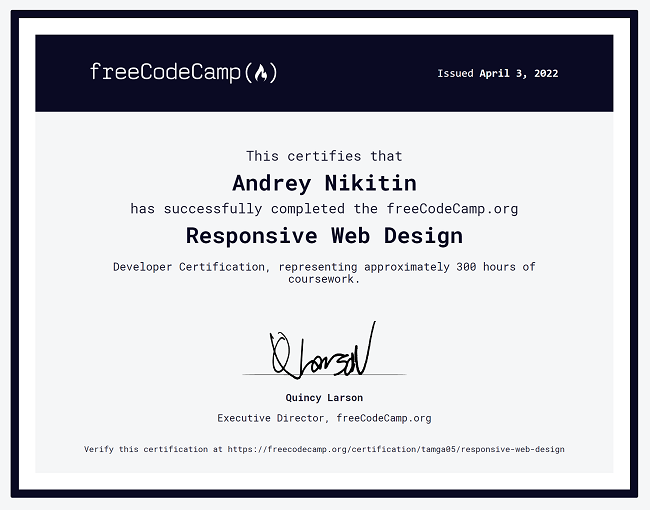 freeCodeCamp(🔥)
Issued April 3, 2022
This certifies that
Andrey Nikitin
has successfully completed the freeCodeCamp.org
Responsive Web Design
Developer Certification, representing approximately 300 hours of
coursework.
Q Larson
Quincy Larson
Executive Director, freeCodeCamp.org
Verify this certification at https://freecodecamp.org/certification/tamga05/responsive-web-design